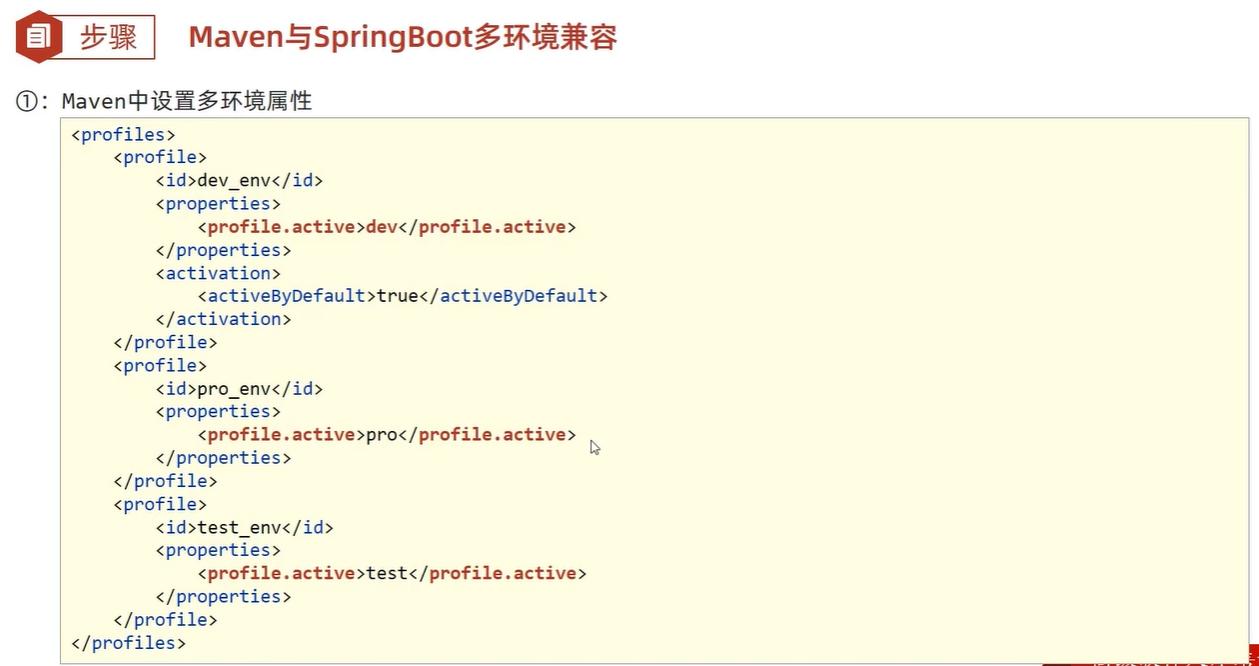 步骤 Maven与SpringBoot多环境兼容
①：Maven中设置多环境属性
<profiles>
    <profile>
        <id>dev_env</id>
        <properties>
            <profile.active>dev</profile.active>
        </properties>
        <activation>
            <activeByDefault>true</activeByDefault>
        </activation>
    </profile>
    <profile>
        <id>pro_env</id>
        <properties>
            <profile.active>pro</profile.active>
        </properties>
    </profile>
    <profile>
        <id>test_env</id>
        <properties>
            <profile.active>test</profile.active>
        </properties>
    </profile>
</profiles>